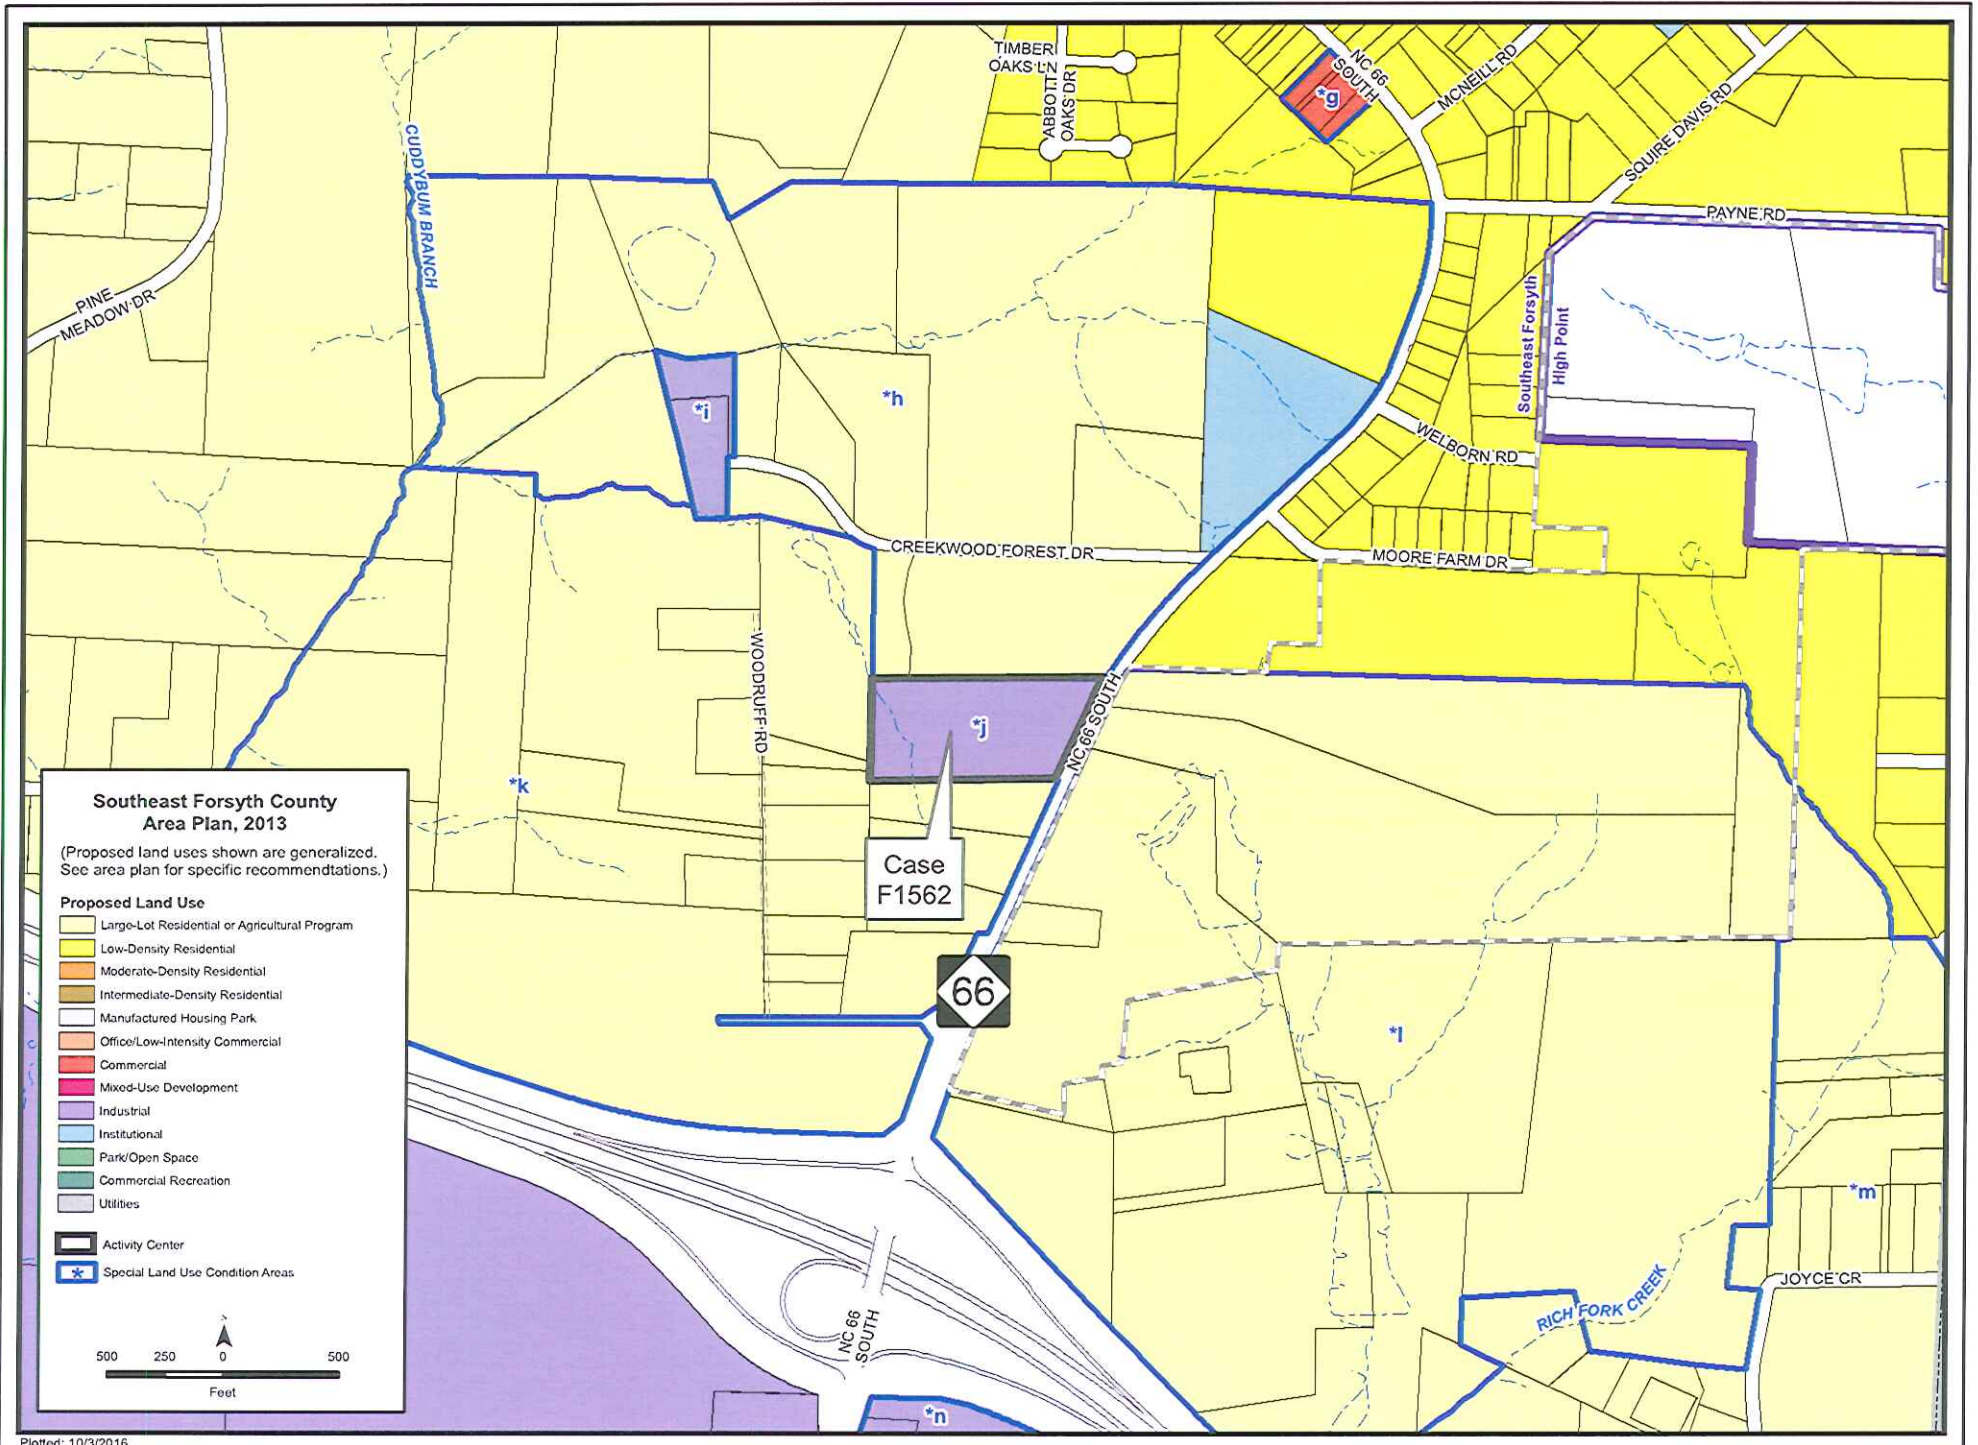 TIMBER
OAKS LN
ABBOTT
OAKS DR
*g
NC 66
SOUTH
MCNEILL RD
SQUIRE DAVIS RD
PAYNE RD
CUDDYBUM BRANCH
PINE
MEADOW DR
Southeast Forsyth
High Point
*i
*h
WELBORN RD
CREEKWOOD FOREST DR
MOORE FARM DR
WOODRUFF RD
*j
NC 66 SOUTH
*k
Case
F1562
66
*l
*m
JOYCE CR
RICH FORK CREEK
NC 66
SOUTH
*n
Southeast Forsyth County
Area Plan, 2013
(Proposed land uses shown are generalized.
See area plan for specific recommendtations.)
Proposed Land Use
Large-Lot Residential or Agricultural Program
Low-Density Residential
Moderate-Density Residential
Intermediate-Density Residential
Manufactured Housing Park
Office/Low-Intensity Commercial
Commercial
Mixed-Use Development
Industrial
Institutional
Park/Open Space
Commercial Recreation
Utilities
Activity Center
* Special Land Use Condition Areas
500 250 0 500
Feet
Plotted: 10/3/2016